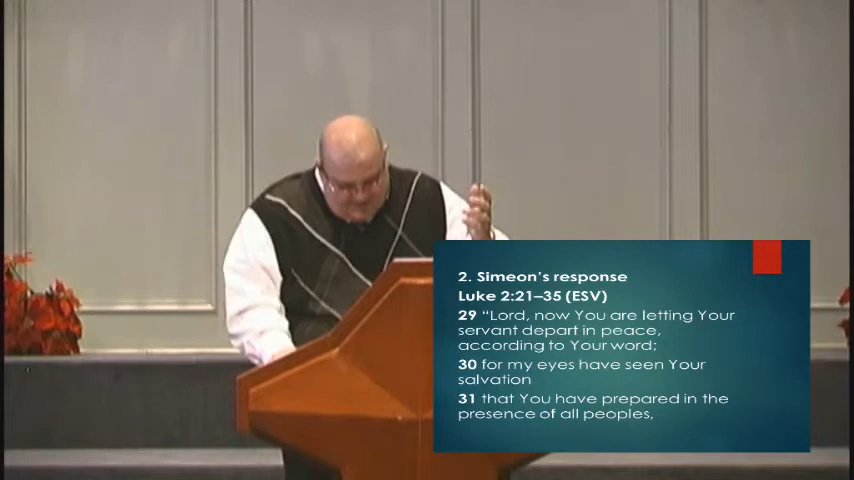 2. Simeon's response
Luke 2:21–35 (ESV)
29 “Lord, now You are letting Your
servant depart in peace,
according to Your word;
30 for my eyes have seen Your
salvation
31 that You have prepared in the
presence of all peoples,